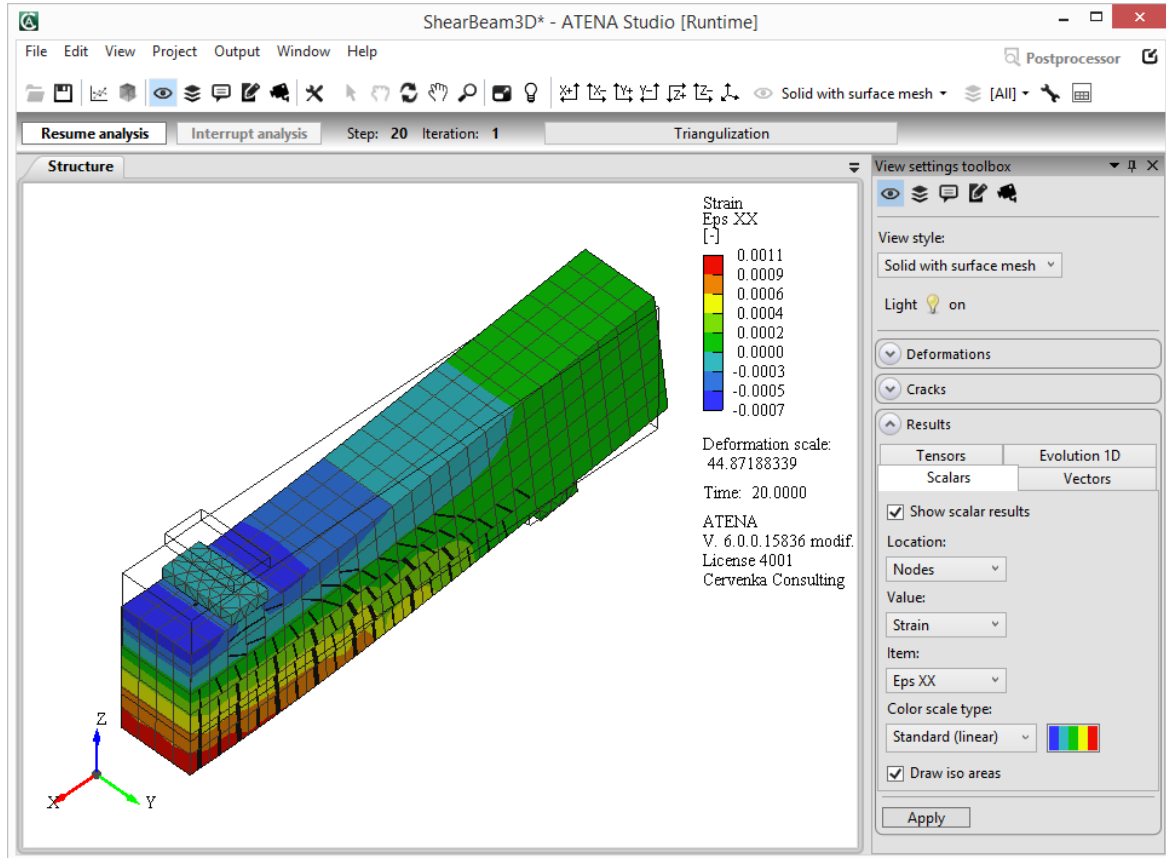 ShearBeam3D* - ATENA Studio [Runtime]
File Edit View Project Output Window Help
Postprocessor
Solid with surface mesh
[All]
Resume analysis Interrupt analysis Step: 20 Iteration: 1 Triangulization
Structure
Strain
Eps XX
[-]
0.0011
0.0009
0.0006
0.0004
0.0002
0.0000
-0.0003
-0.0005
-0.0007
Deformation scale:
44.87188339
Time: 20.0000
ATENA
V. 6.0.0.15836 modif.
License 4001
Cervenka Consulting
Z
X
Y
View settings toolbox
View style:
Solid with surface mesh
Light on
Deformations
Cracks
Results
Tensors Evolution 1D
Scalars Vectors
Show scalar results
Location:
Nodes
Value:
Strain
Item:
Eps XX
Color scale type:
Standard (linear)
Draw iso areas
Apply